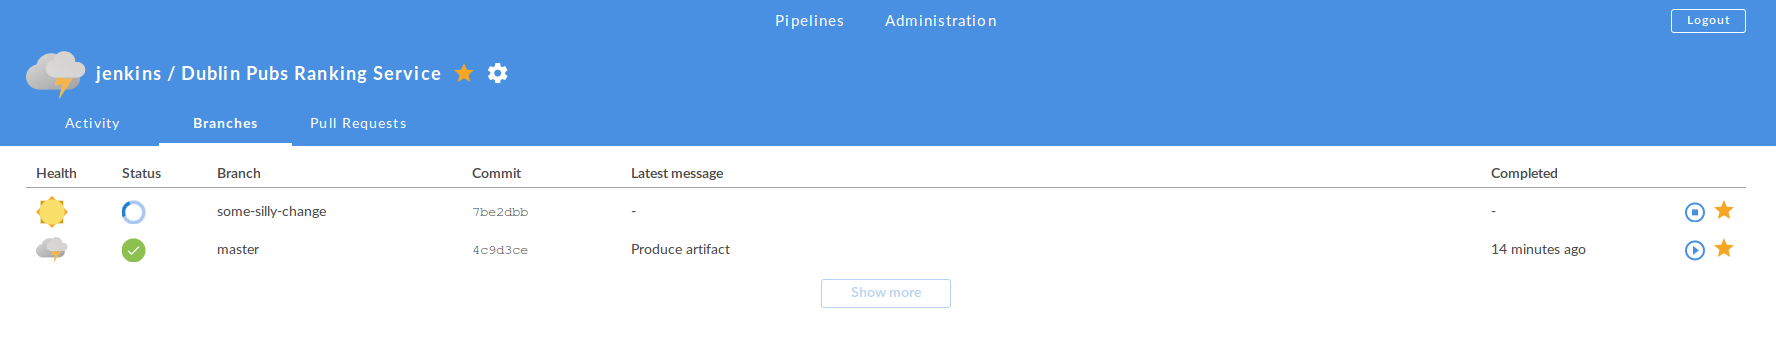 Pipelines Administration Logout
jenkins / Dublin Pubs Ranking Service
Activity Branches Pull Requests
Health Status Branch Commit Latest message Completed
some-silly-change 7be2dbb - -
master 4c9d3ce Produce artifact 14 minutes ago
Show more